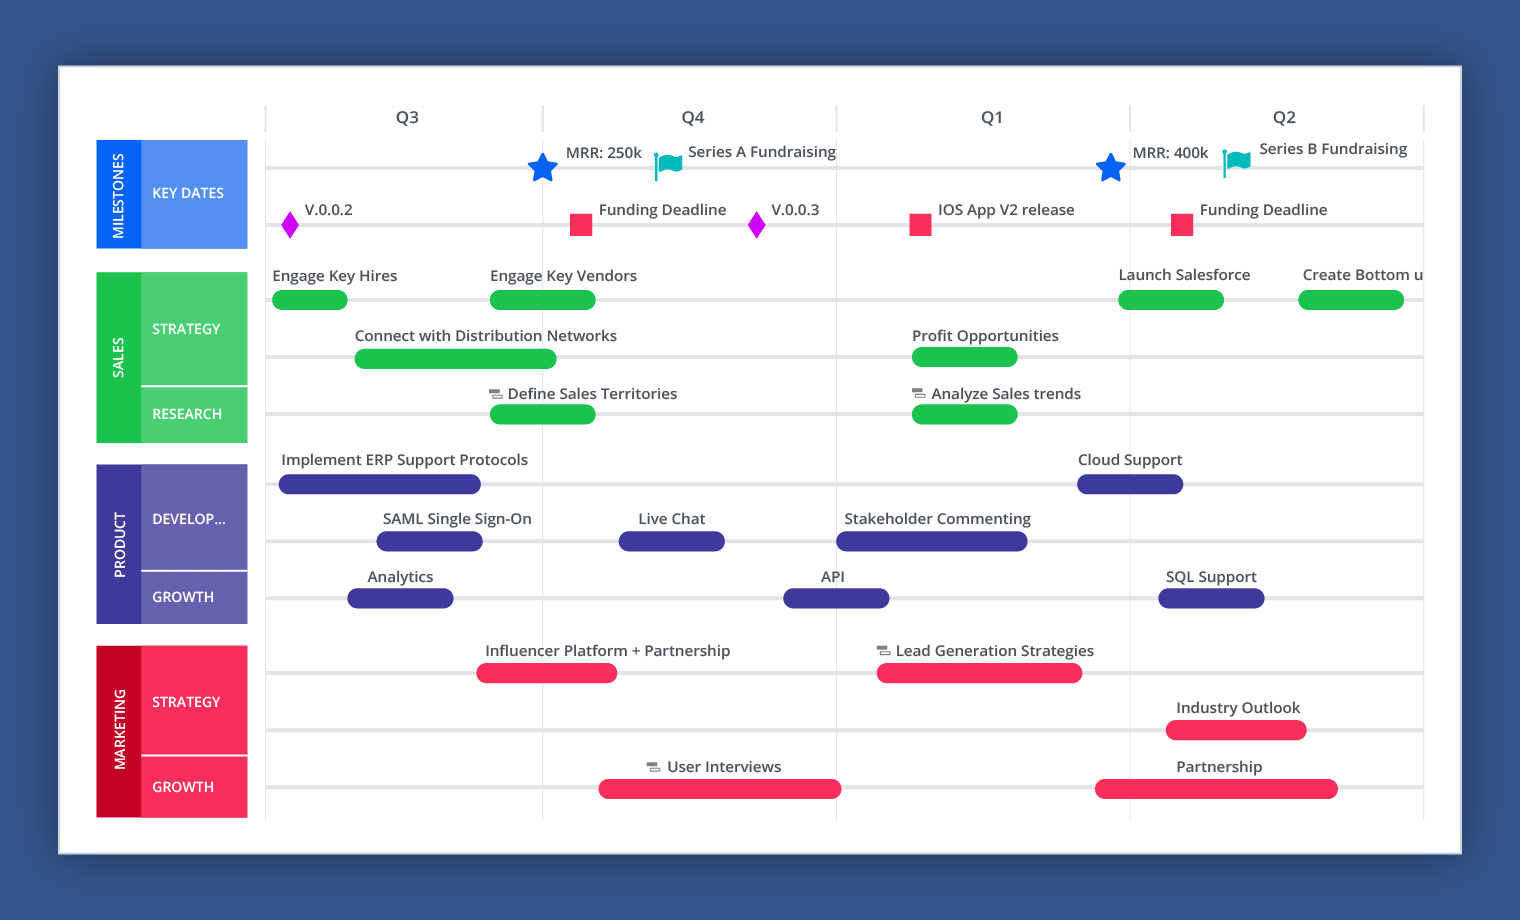 Q3 Q4 Q1 Q2
MILESTONES
KEY DATES
MRR: 250k Series A Fundraising MRR: 400k Series B Fundraising
V.0.0.2 Funding Deadline V.0.0.3 IOS App V2 release Funding Deadline
SALES
STRATEGY
Engage Key Hires Engage Key Vendors Launch Salesforce Create Bottom u
Connect with Distribution Networks Profit Opportunities
RESEARCH
Define Sales Territories Analyze Sales trends
PRODUCT
DEVELOP...
Implement ERP Support Protocols Cloud Support
SAML Single Sign-On Live Chat Stakeholder Commenting
GROWTH
Analytics API SQL Support
MARKETING
STRATEGY
Influencer Platform + Partnership Lead Generation Strategies
Industry Outlook
GROWTH
User Interviews Partnership